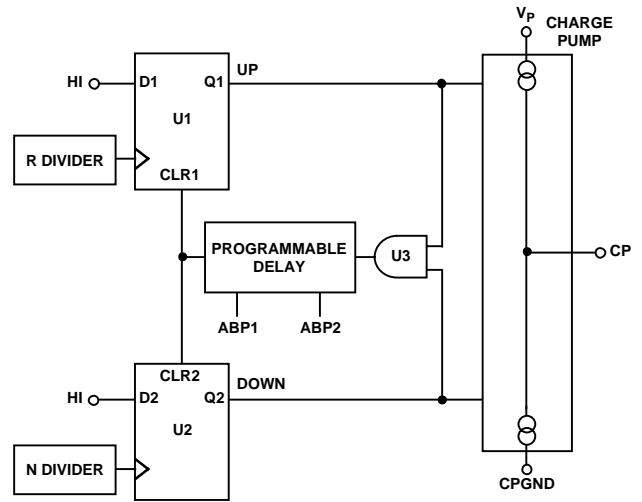 VP
CHARGE
PUMP
HI
D1
Q1
UP
U1
R DIVIDER
CLR1
PROGRAMMABLE
DELAY
U3
CP
ABP1
ABP2
CLR2
DOWN
HI
D2
Q2
U2
N DIVIDER
CPGND